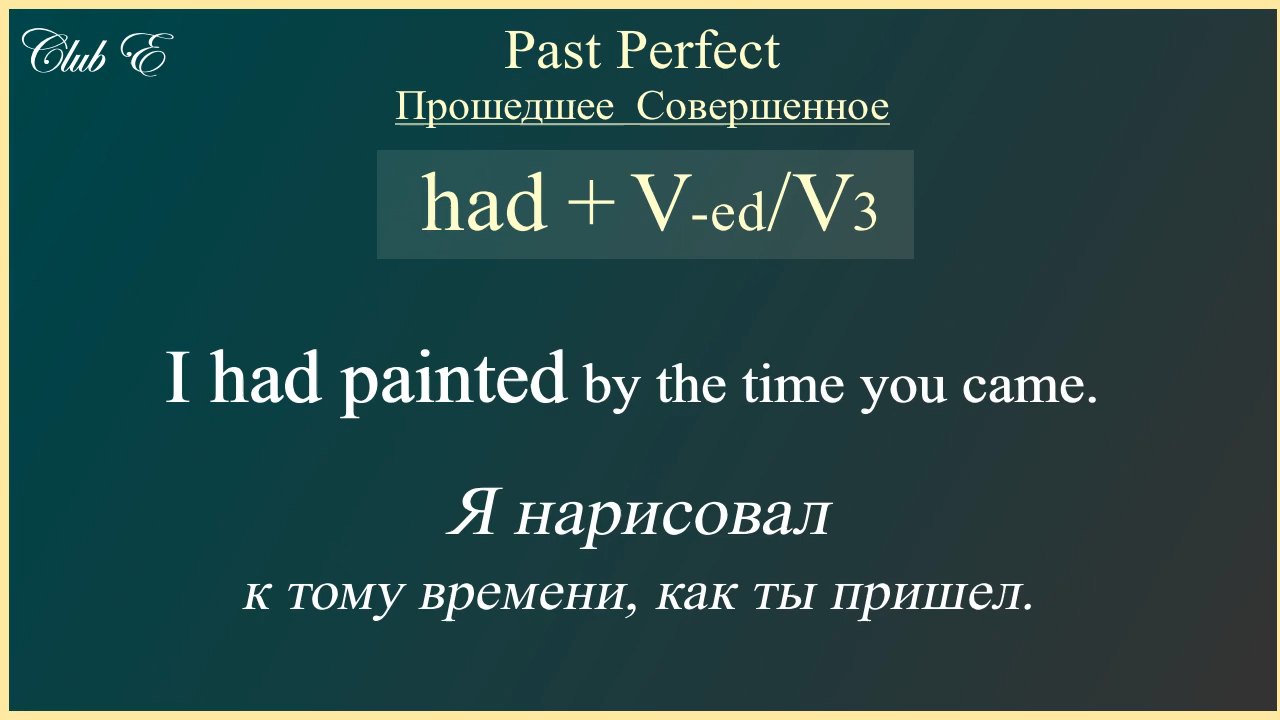 Club E
Past Perfect
Прошедшее Совершенное
had + V-ed/V3
I had painted by the time you came.
Я нарисовал
к тому времени, как ты пришел.